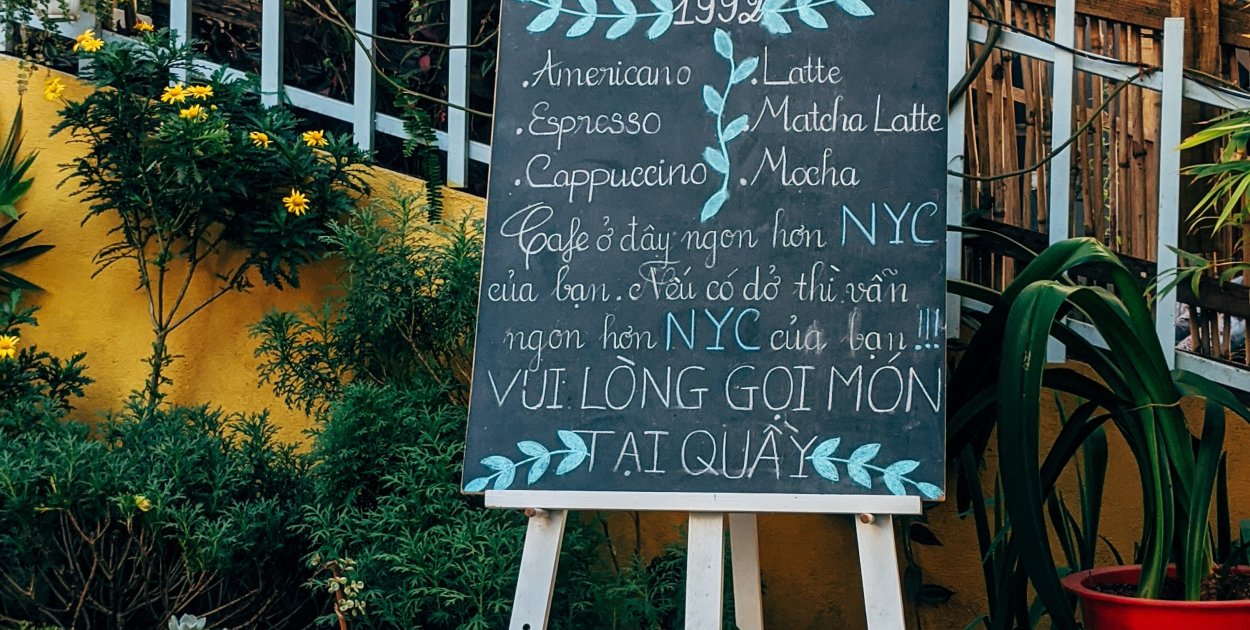 1992
.Americano .Latte
.Espresso .Matcha Latte
.Cappuccino .Mocha
Cafe ở đây ngon hơn NYC
của bạn. Nếu có dở thì vẫn
ngon hơn NYC của bạn!!!
VUI LÒNG GỌI MÓN
TẠI QUẦY